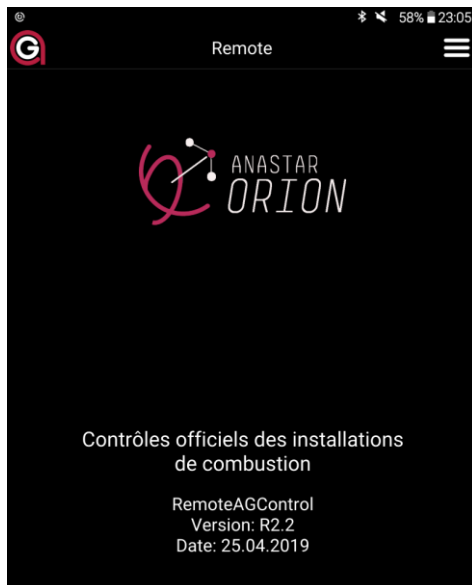 58% 23:05
Remote
ANASTAR
ORION
Contrôles officiels des installations
de combustion
RemoteAGControl
Version: R2.2
Date: 25.04.2019